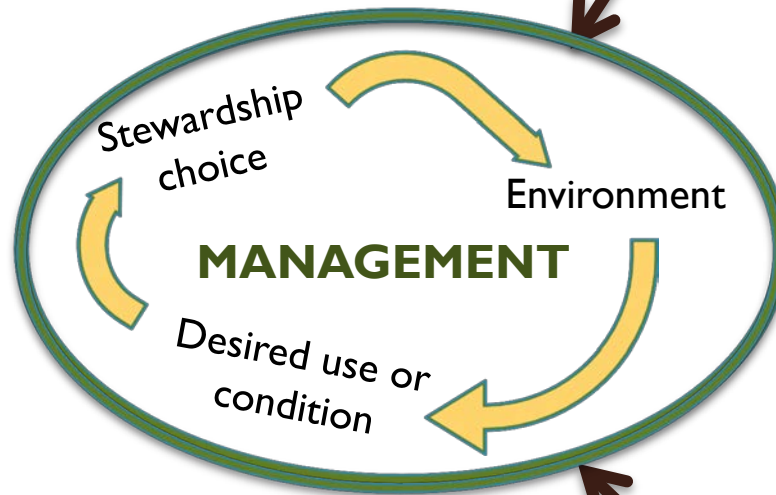 Stewardship
choice
Environment
MANAGEMENT
Desired use or
condition